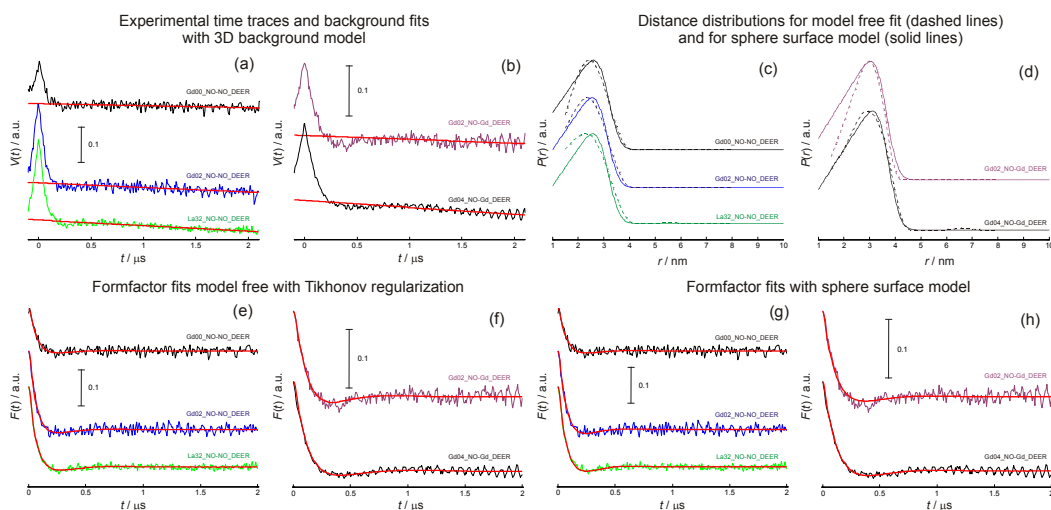 Experimental time traces and background fits
with 3D background model
Distance distributions for model free fit (dashed lines)
and for sphere surface model (solid lines)
(a)
Gd00_NO-NO_DEER
0.1
Gd02_NO-NO_DEER
La32_NO-NO_DEER
V(t) / a.u.
0 0.5 1 1.5 2
t / μs
(b)
0.1
Gd02_NO-Gd_DEER
Gd04_NO-Gd_DEER
V(t) / a.u.
0 0.5 1 1.5 2
t / μs
(c)
Gd00_NO-NO_DEER
Gd02_NO-NO_DEER
La32_NO-NO_DEER
P(r) / a.u.
1 2 3 4 5 6 7 8 9 10
r / nm
(d)
Gd02_NO-Gd_DEER
Gd04_NO-Gd_DEER
P(r) / a.u.
1 2 3 4 5 6 7 8 9 10
r / nm
Formfactor fits model free with Tikhonov regularization
Formfactor fits with sphere surface model
(e)
Gd00_NO-NO_DEER
0.1
Gd02_NO-NO_DEER
La32_NO-NO_DEER
F(t) / a.u.
0 0.5 1 1.5 2
t / μs
(f)
0.1
Gd02_NO-Gd_DEER
Gd04_NO-Gd_DEER
F(t) / a.u.
0 0.5 1 1.5 2
t / μs
(g)
Gd00_NO-NO_DEER
0.1
Gd02_NO-NO_DEER
La32_NO-NO_DEER
F(t) / a.u.
0 0.5 1 1.5 2
t / μs
(h)
0.1
Gd02_NO-Gd_DEER
Gd04_NO-Gd_DEER
F(t) / a.u.
0 0.5 1 1.5 2
t / μs